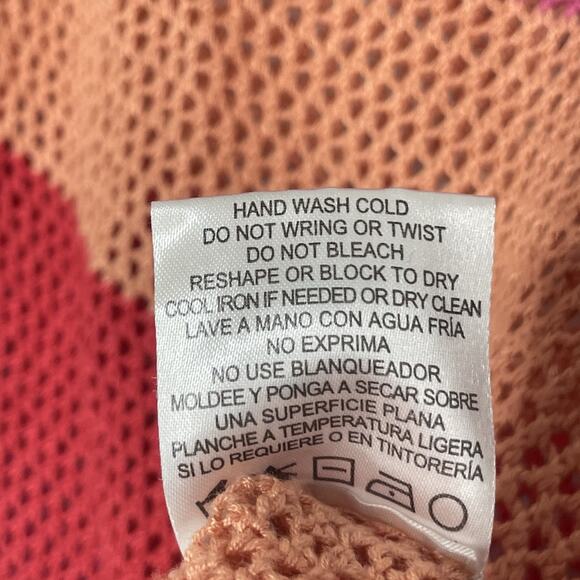 HAND WASH COLD
DO NOT WRING OR TWIST
DO NOT BLEACH
RESHAPE OR BLOCK TO DRY
COOL IRON IF NEEDED OR DRY CLEAN
LAVE A MANO CON AGUA FRÍA
NO EXPRIMA
NO USE BLANQUEADOR
MOLDEE Y PONGA A SECAR SOBRE
UNA SUPERFICIE PLANA
PLANCHE A TEMPERATURA LIGERA
SI LO REQUIERE O EN TINTORERÍA